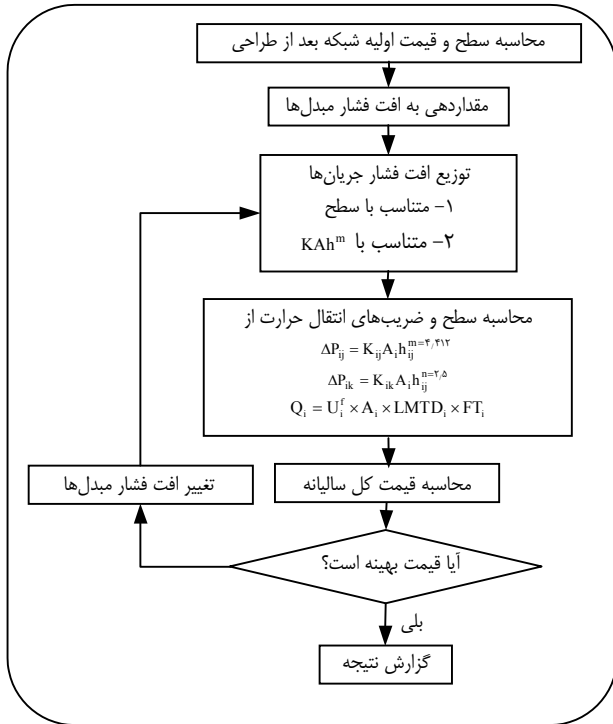 محاسبه سطح و قیمت اولیه شبکه بعد از طراحی
مقداردهی به افت فشار مبدل‌ها
توزیع افت فشار جریان‌ها
۱- متناسب با سطح
۲- متناسب با KAh^m
محاسبه سطح و ضریب‌های انتقال حرارت از
ΔP_ij = K_ij A_i h_ij^m=۴٫۴۱۲
ΔP_ik = K_ik A_i h_ij^n=۲٫۵
Q_i = U_i^f × A_i × LMTD_i × FT_i
محاسبه قیمت کل سالیانه
تغییر افت فشار مبدل‌ها
آیا قیمت بهینه است؟
بلی
گزارش نتیجه